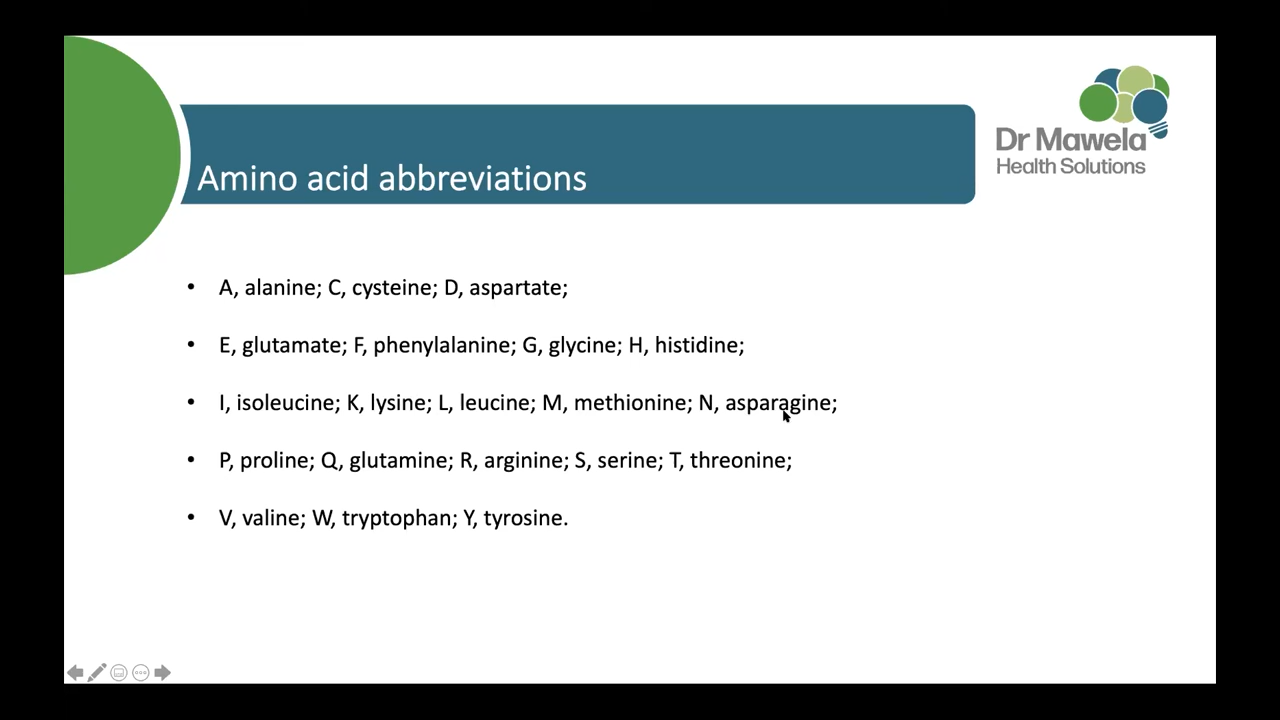 Dr Mawela
Health Solutions
Amino acid abbreviations
• A, alanine; C, cysteine; D, aspartate;
• E, glutamate; F, phenylalanine; G, glycine; H, histidine;
• I, isoleucine; K, lysine; L, leucine; M, methionine; N, asparagine;
• P, proline; Q, glutamine; R, arginine; S, serine; T, threonine;
• V, valine; W, tryptophan; Y, tyrosine.